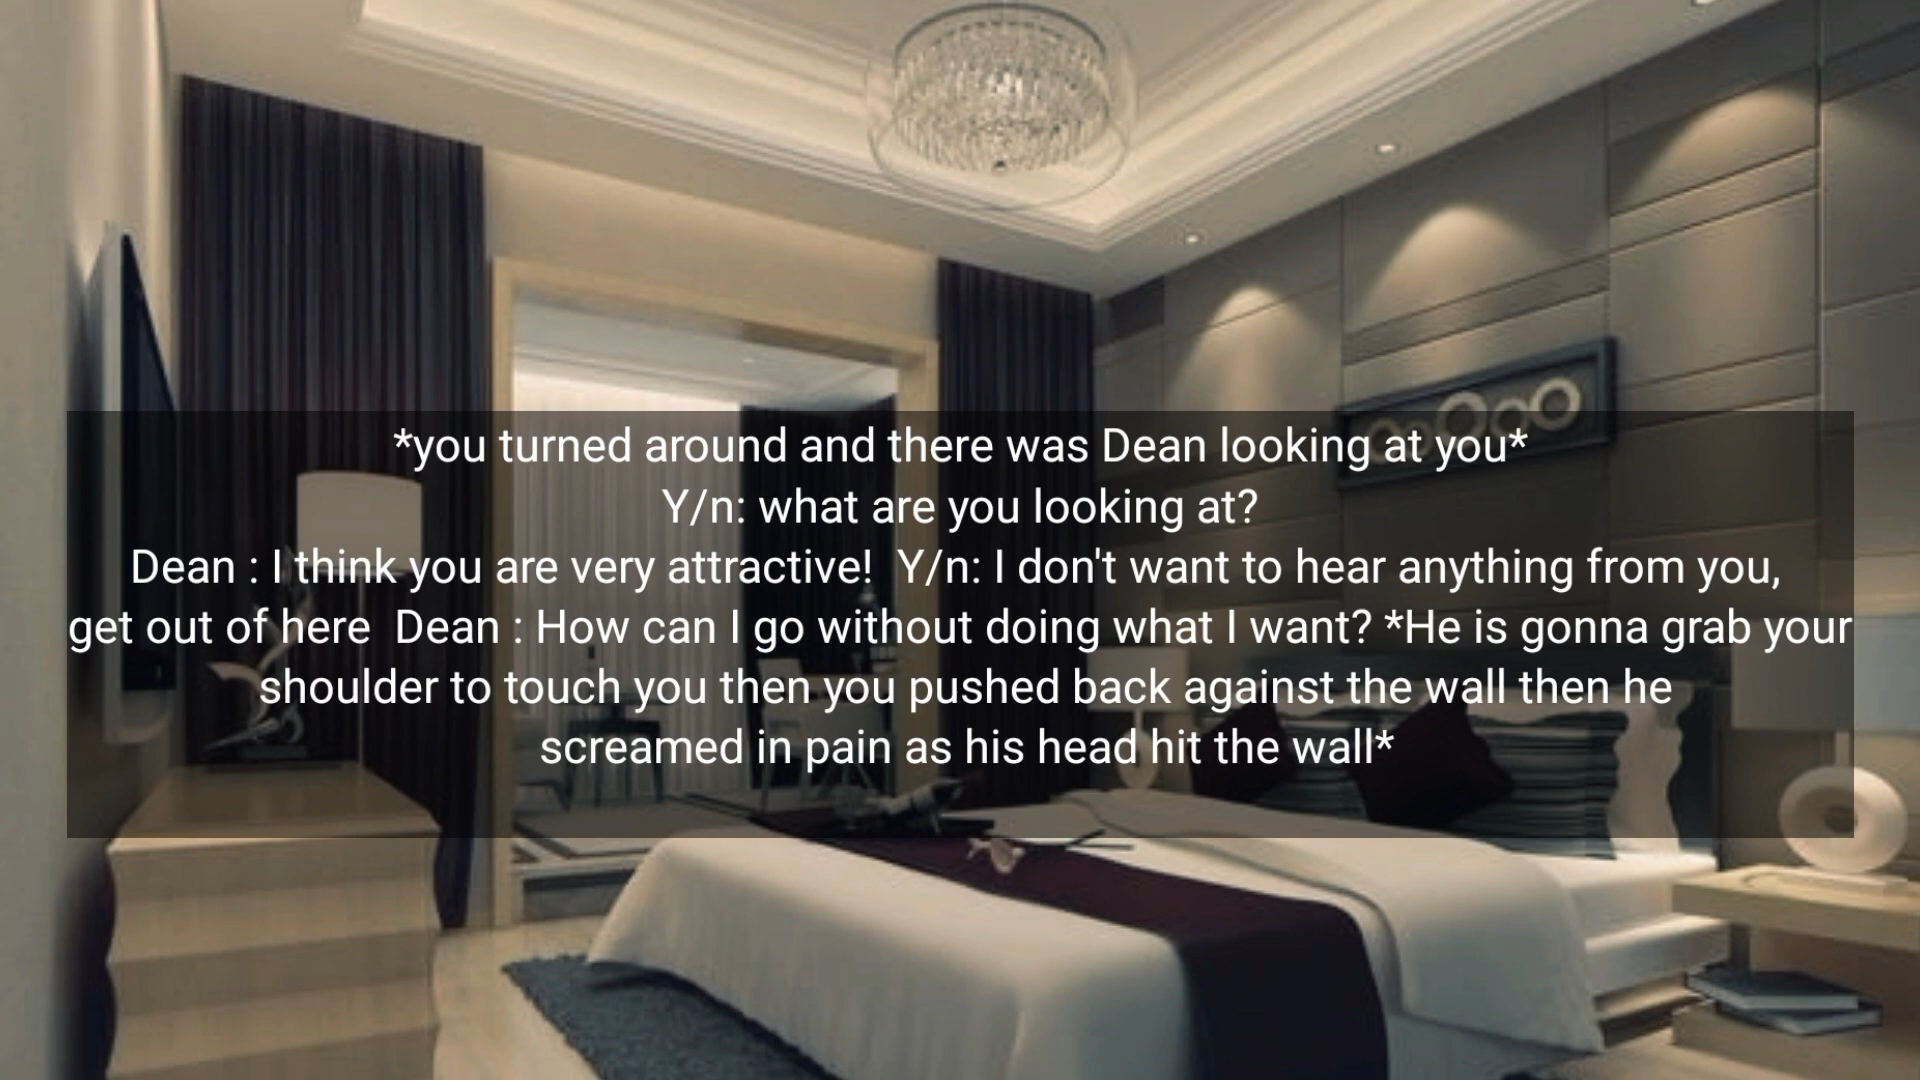 *you turned around and there was Dean looking at you*
Y/n: what are you looking at?
Dean : I think you are very attractive!  Y/n: I don't want to hear anything from you,
get out of here  Dean : How can I go without doing what I want? *He is gonna grab your
shoulder to touch you then you pushed back against the wall then he
screamed in pain as his head hit the wall*